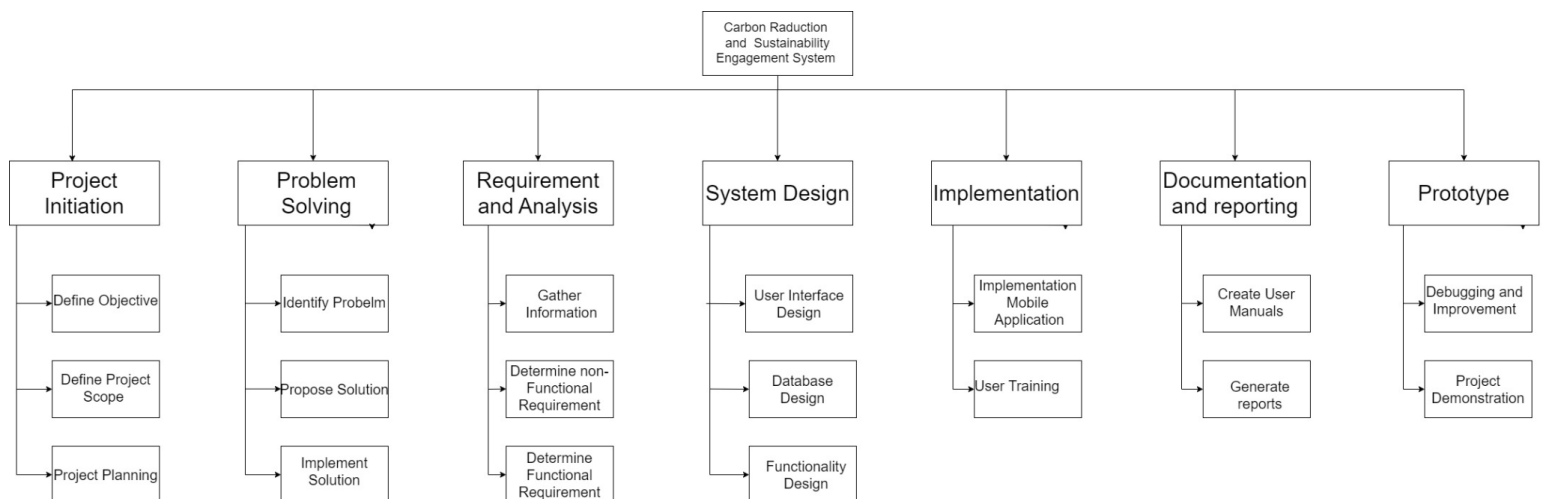 Carbon Raduction
and Sustainability
Engagement System
Project
Initiation
Problem
Solving
Requirement
and Analysis
System Design
Implementation
Documentation
and reporting
Prototype
Define Objective
Identify Probelm
Gather
Information
User Interface
Design
Implementation
Mobile
Application
Create User
Manuals
Debugging and
Improvement
Define Project
Scope
Propose Solution
Determine non-
Functional
Requirement
Database
Design
User Training
Generate
reports
Project
Demonstration
Project Planning
Implement
Solution
Determine
Functional
Requirement
Functionality
Design